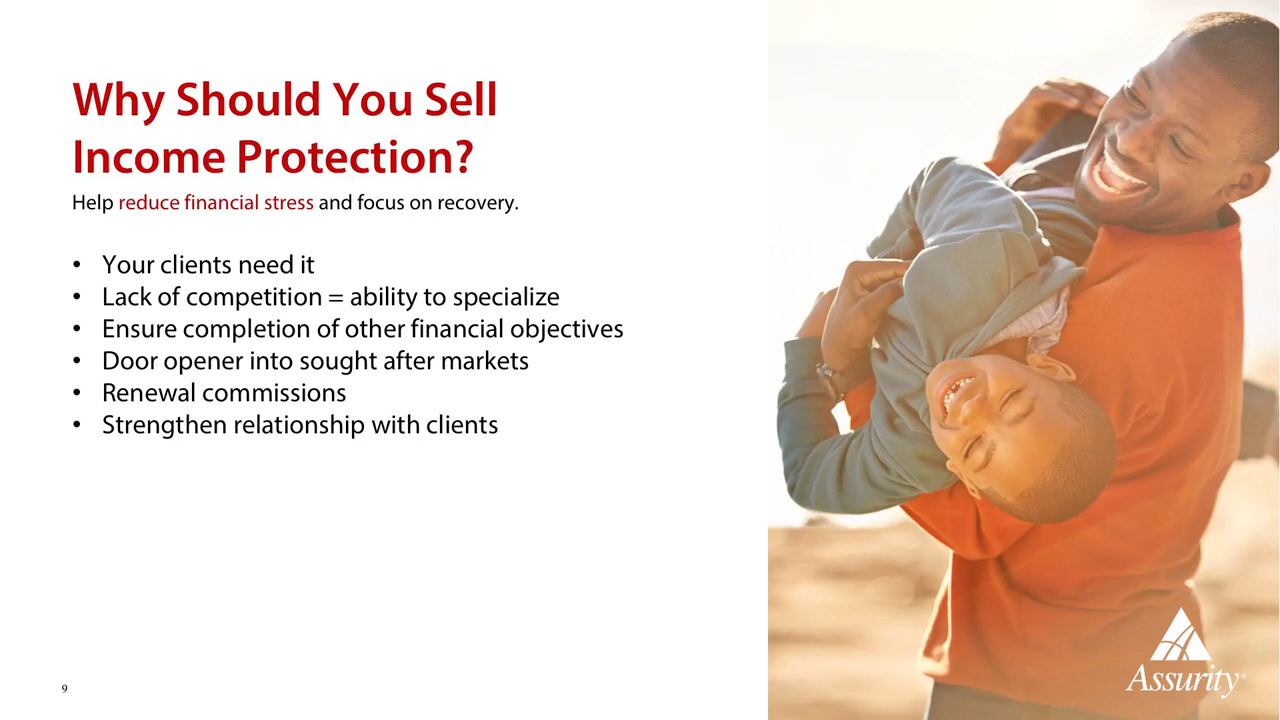 Why Should You Sell
Income Protection?
Help reduce financial stress and focus on recovery.
• Your clients need it
• Lack of competition = ability to specialize
• Ensure completion of other financial objectives
• Door opener into sought after markets
• Renewal commissions
• Strengthen relationship with clients
9
Assurity®